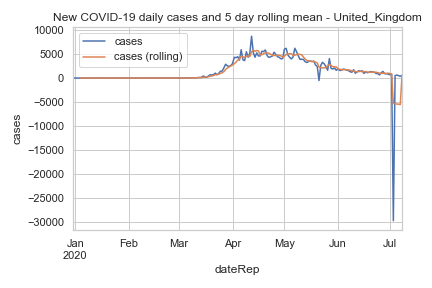 New COVID-19 daily cases and 5 day rolling mean - United_Kingdom
cases
cases (rolling)
10000
5000
0
−5000
−10000
−15000
−20000
−25000
−30000
cases
Jan
2020
Feb
Mar
Apr
May
Jun
Jul
dateRep